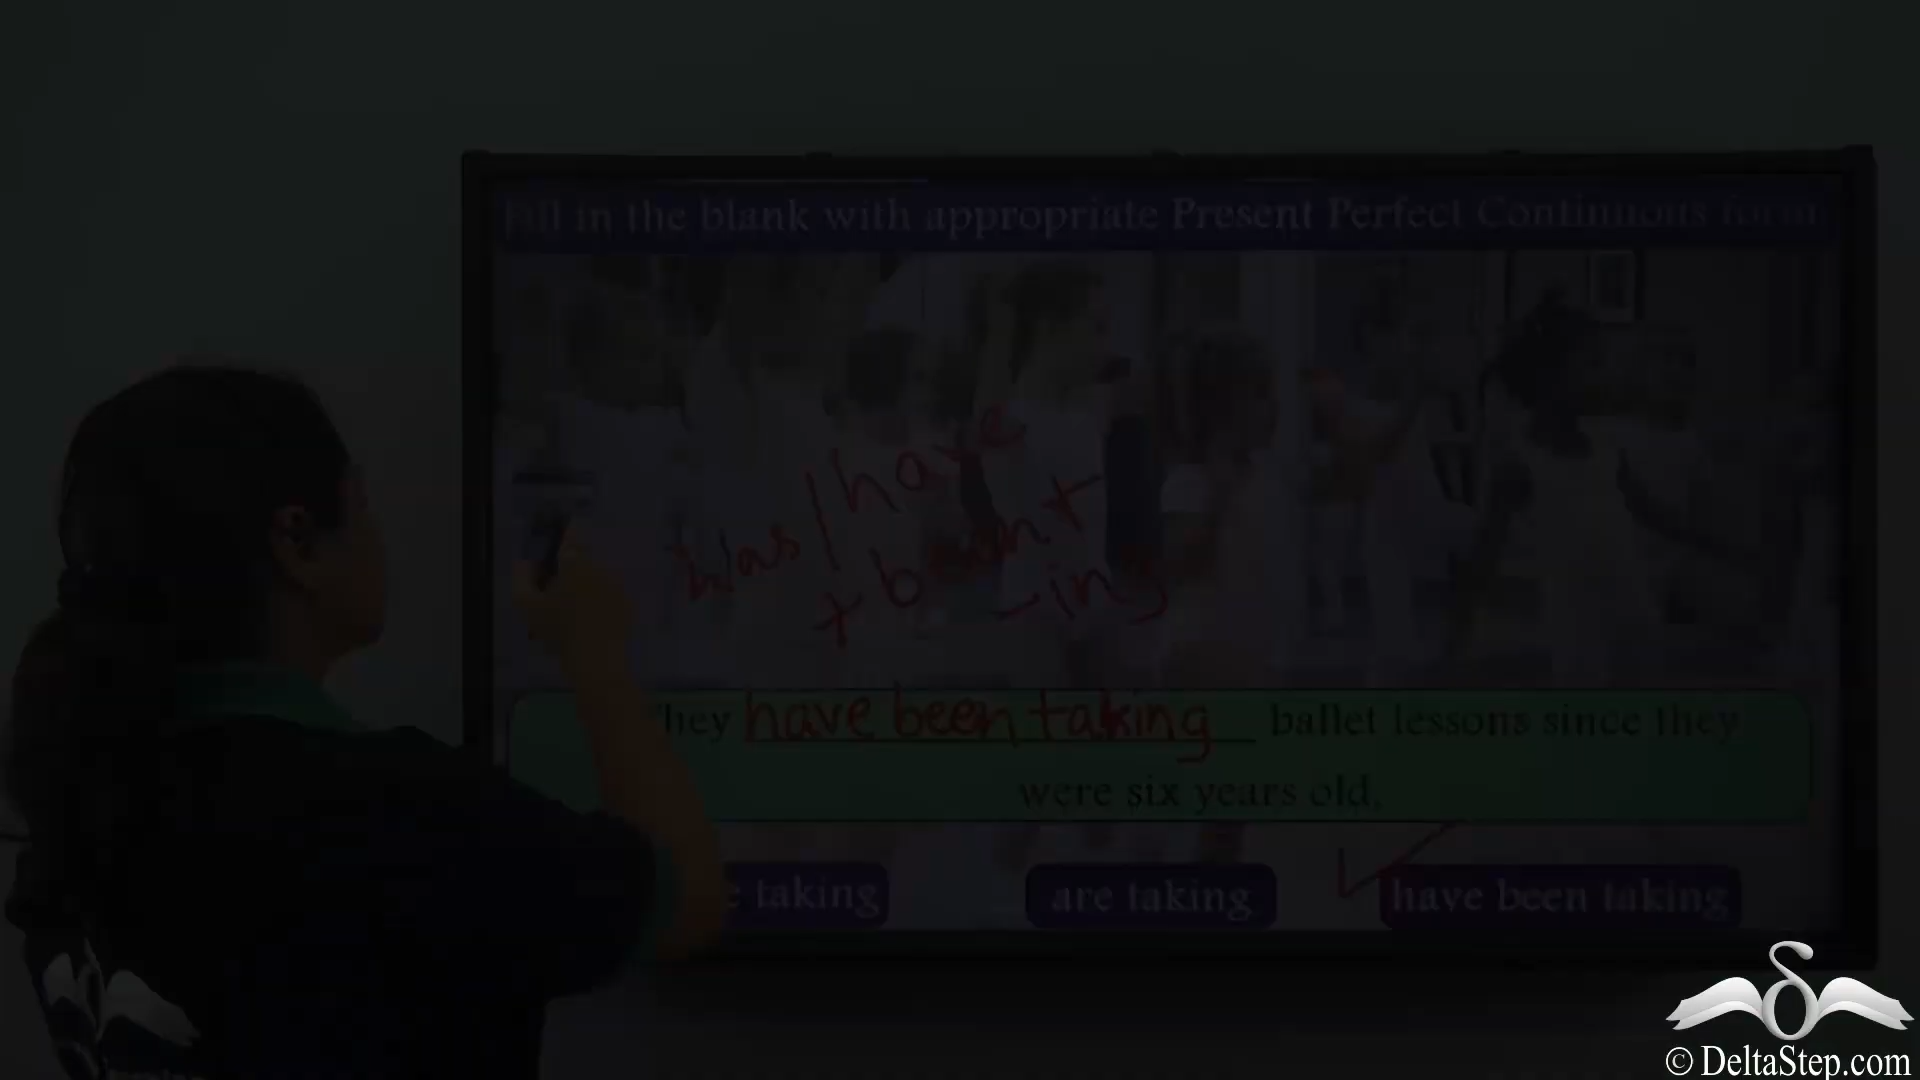 Fill in the blank with appropriate Present Perfect Continuous form
has/have
+ been +
-ing
They have been taking ballet lessons since they
were six years old.
taking
are taking
have been taking
© DeltaStep.com